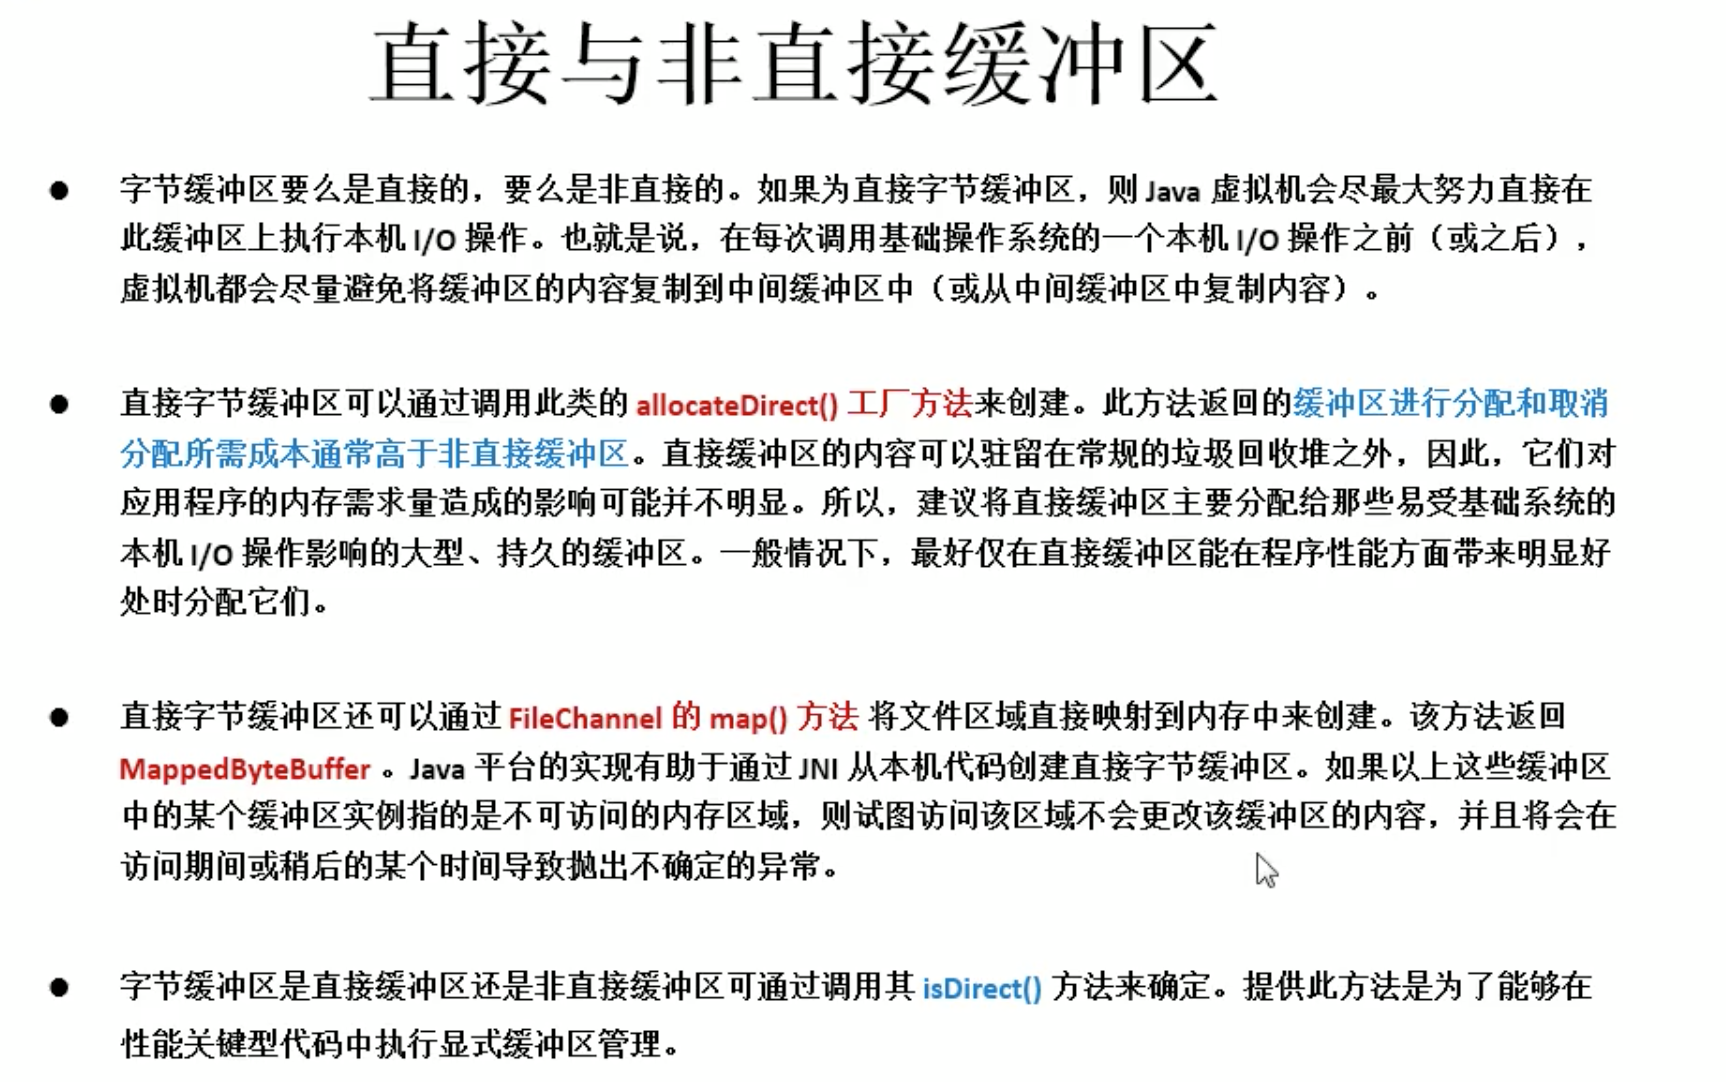 直接与非直接缓冲区
● 字节缓冲区要么是直接的，要么是非直接的。如果为直接字节缓冲区，则 Java 虚拟机会尽最大努力直接在
此缓冲区上执行本机 I/O 操作。也就是说，在每次调用基础操作系统的一个本机 I/O 操作之前（或之后），
虚拟机都会尽量避免将缓冲区的内容复制到中间缓冲区中（或从中间缓冲区中复制内容）。
● 直接字节缓冲区可以通过调用此类的 allocateDirect() 工厂方法来创建。此方法返回的缓冲区进行分配和取消
分配所需成本通常高于非直接缓冲区。直接缓冲区的内容可以驻留在常规的垃圾回收堆之外，因此，它们对
应用程序的内存需求量造成的影响可能并不明显。所以，建议将直接缓冲区主要分配给那些易受基础系统的
本机 I/O 操作影响的大型、持久的缓冲区。一般情况下，最好仅在直接缓冲区能在程序性能方面带来明显好
处时分配它们。
● 直接字节缓冲区还可以通过 FileChannel 的 map() 方法 将文件区域直接映射到内存中来创建。该方法返回
MappedByteBuffer 。Java 平台的实现有助于通过 JNI 从本机代码创建直接字节缓冲区。如果以上这些缓冲区
中的某个缓冲区实例指的是不可访问的内存区域，则试图访问该区域不会更改该缓冲区的内容，并且将会在
访问期间或稍后的某个时间导致抛出不确定的异常。
● 字节缓冲区是直接缓冲区还是非直接缓冲区可通过调用其 isDirect() 方法来确定。提供此方法是为了能够在
性能关键型代码中执行显式缓冲区管理。